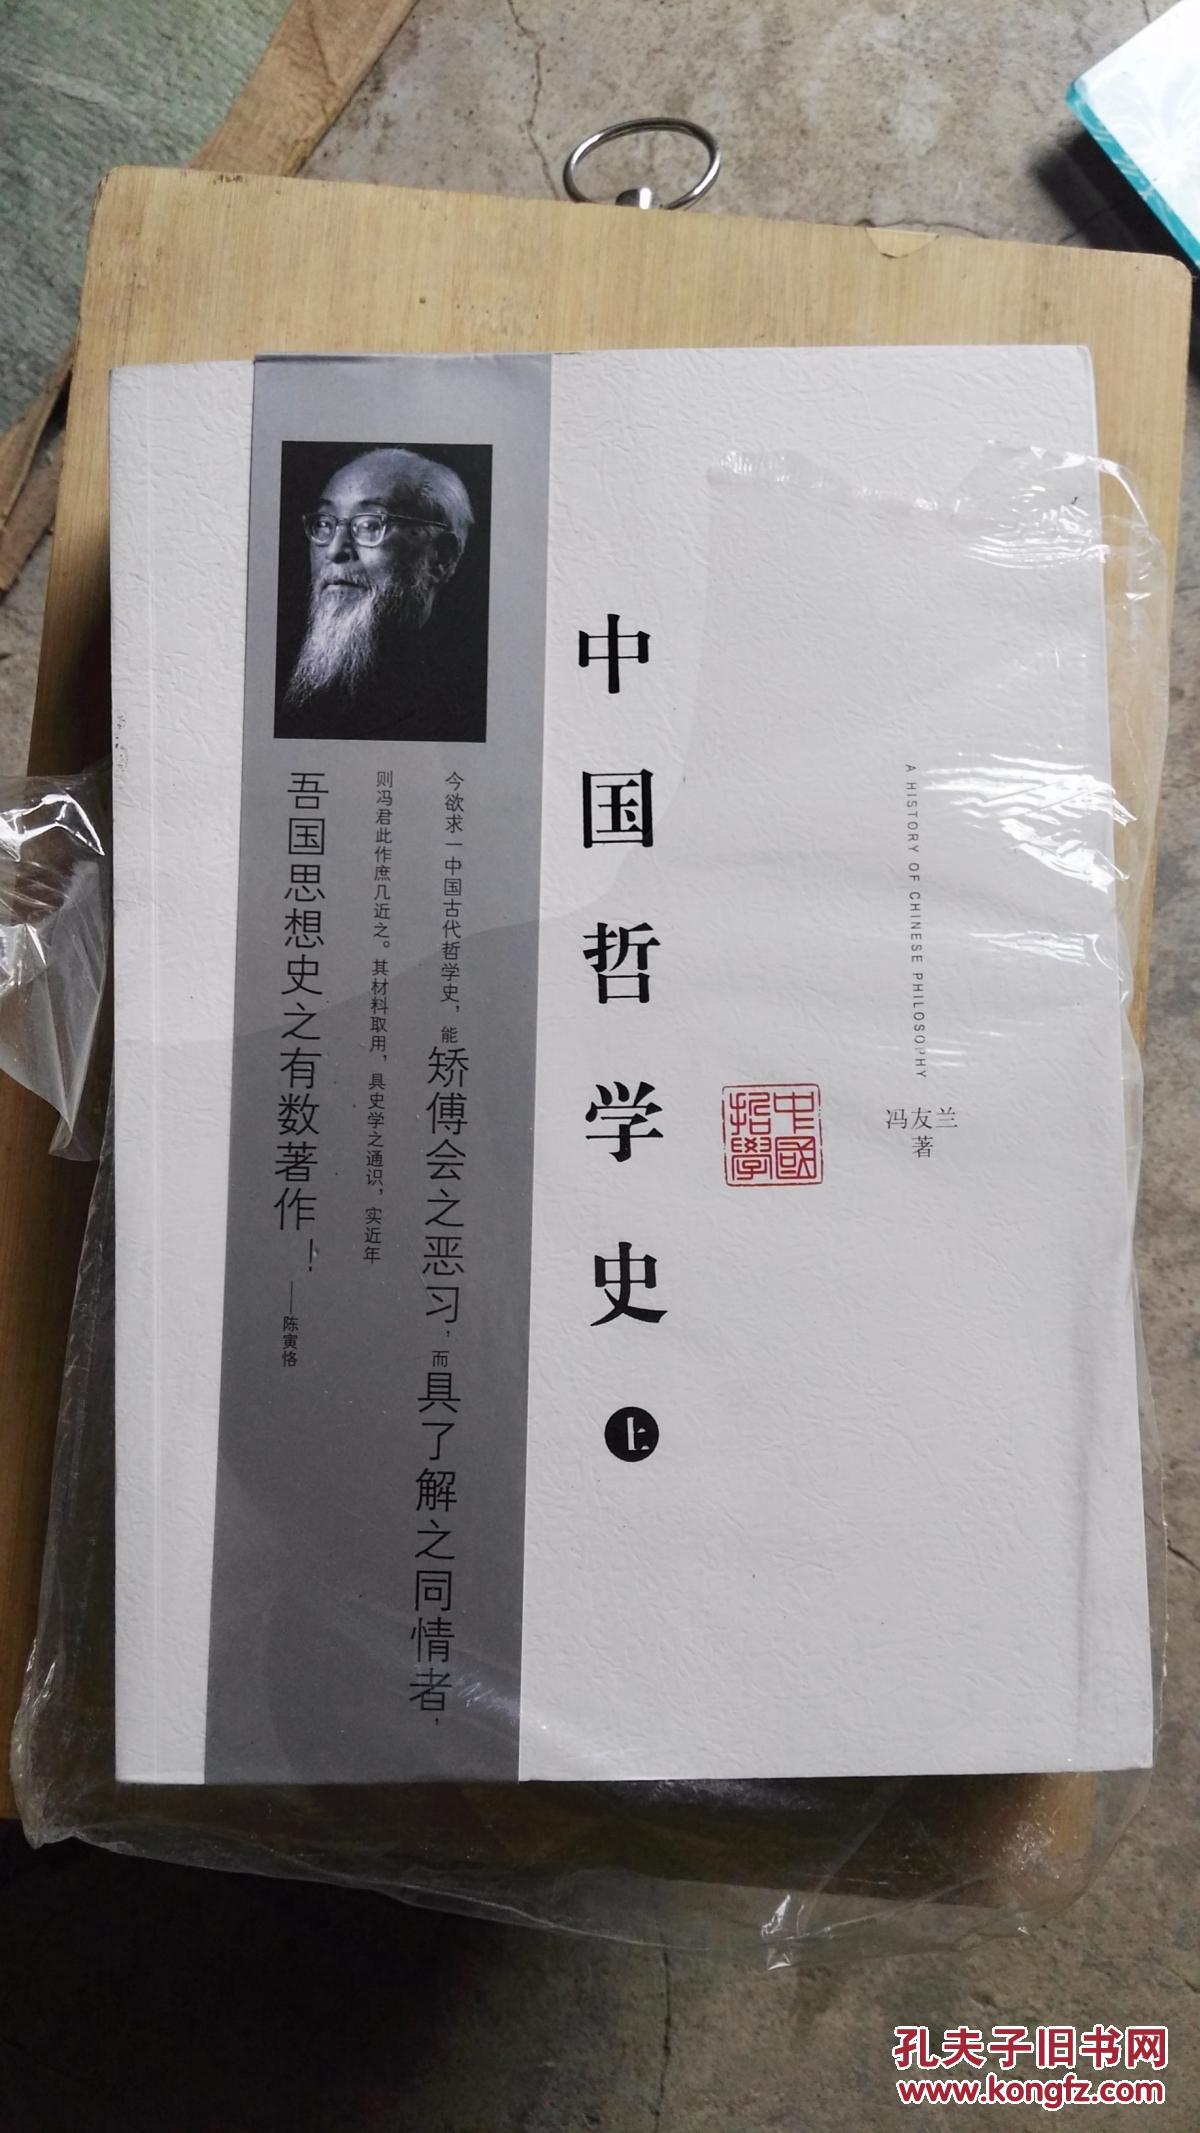 A HISTORY OF CHINESE PHILOSOPHY
冯友兰
著
中國
哲學
中国哲学史 上
今欲求一中国古代哲学史，能矫傅会之恶习，而具了解之同情者，
则冯君此作庶几近之。其材料取用，具史学之通识，实近年
吾国思想史之有数著作！——陈寅恪
孔夫子旧书网
www.kongfz.com